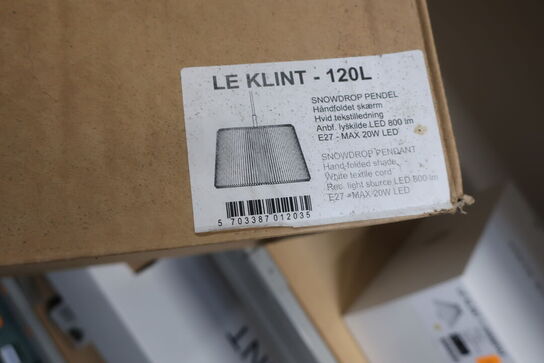 LE KLINT - 120L
SNOWDROP PENDEL
Håndfoldet skærm
Hvid tekstilledning
Anbf. lyskilde LED 800 lm
E27 - MAX 20W LED
SNOWDROP PENDANT
Hand-folded shade
White textile cord
Rec. light source LED 800 lm
E27 - MAX 20W LED
5 703387 012035